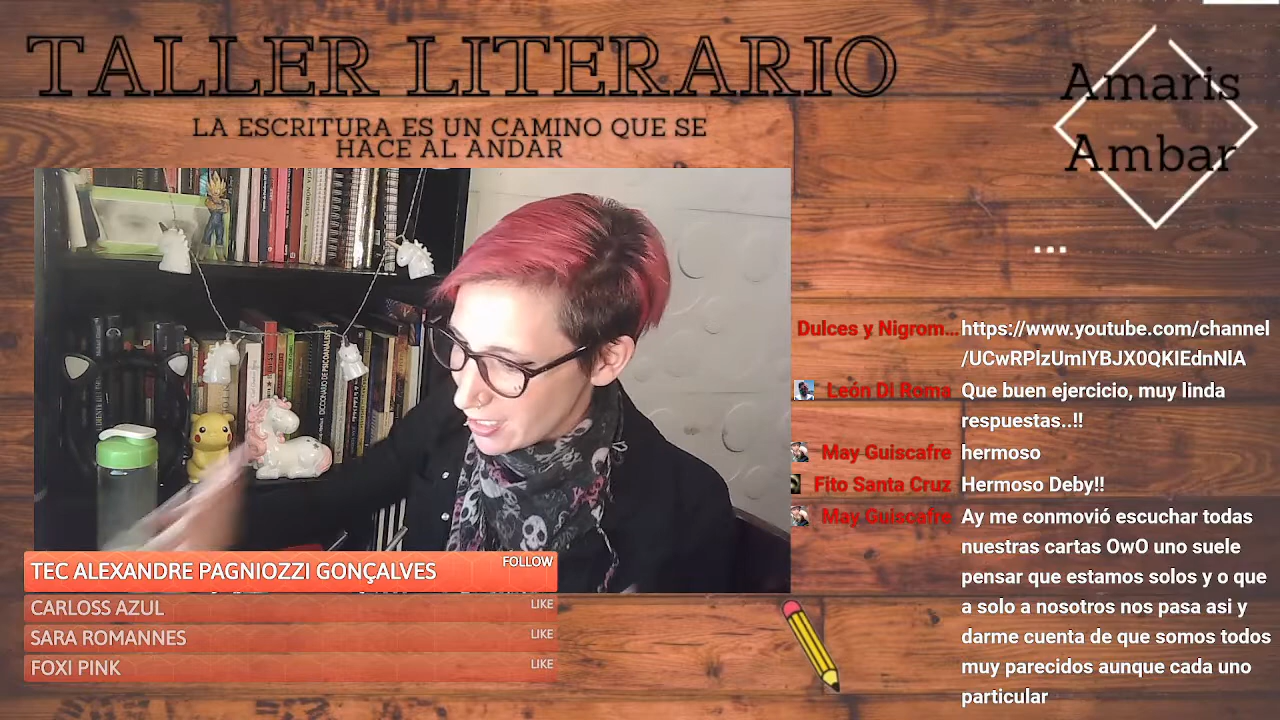 TALLER LITERARIO
LA ESCRITURA ES UN CAMINO QUE SE
HACE AL ANDAR
Amaris
Ambar
Dulces y Nigrom... https://www.youtube.com/channel
/UCwRPlzUmIYBJX0QKIEdnNlA
León Di Roma Que buen ejercicio, muy linda
respuestas..!!
May Guiscafre hermoso
Fito Santa Cruz Hermoso Deby!!
May Guiscafre Ay me conmovió escuchar todas
nuestras cartas OwO uno suele
pensar que estamos solos y o que
a solo a nosotros nos pasa asi y
darme cuenta de que somos todos
muy parecidos aunque cada uno
particular
DICCIONARIO DE PSICOANÁLISIS
TEC ALEXANDRE PAGNIOZZI GONÇALVES FOLLOW
CARLOSS AZUL LIKE
SARA ROMANNES LIKE
FOXI PINK LIKE